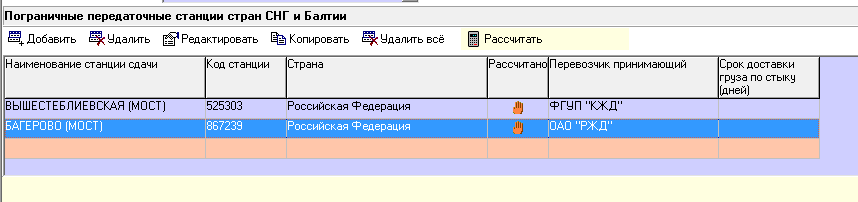 Пограничные передаточные станции стран СНГ и Балтии
Добавить Удалить Редактировать Копировать Удалить всё Рассчитать
Наименование станции сдачи Код станции Страна Рассчитано Перевозчик принимающий Срок доставки
груза по стыку
(дней)
ВЫШЕСТЕБЛИЕВСКАЯ (МОСТ) 525303 Российская Федерация ФГУП "КЖД"
БАГЕРОВО (МОСТ) 867239 Российская Федерация ОАО "РЖД"